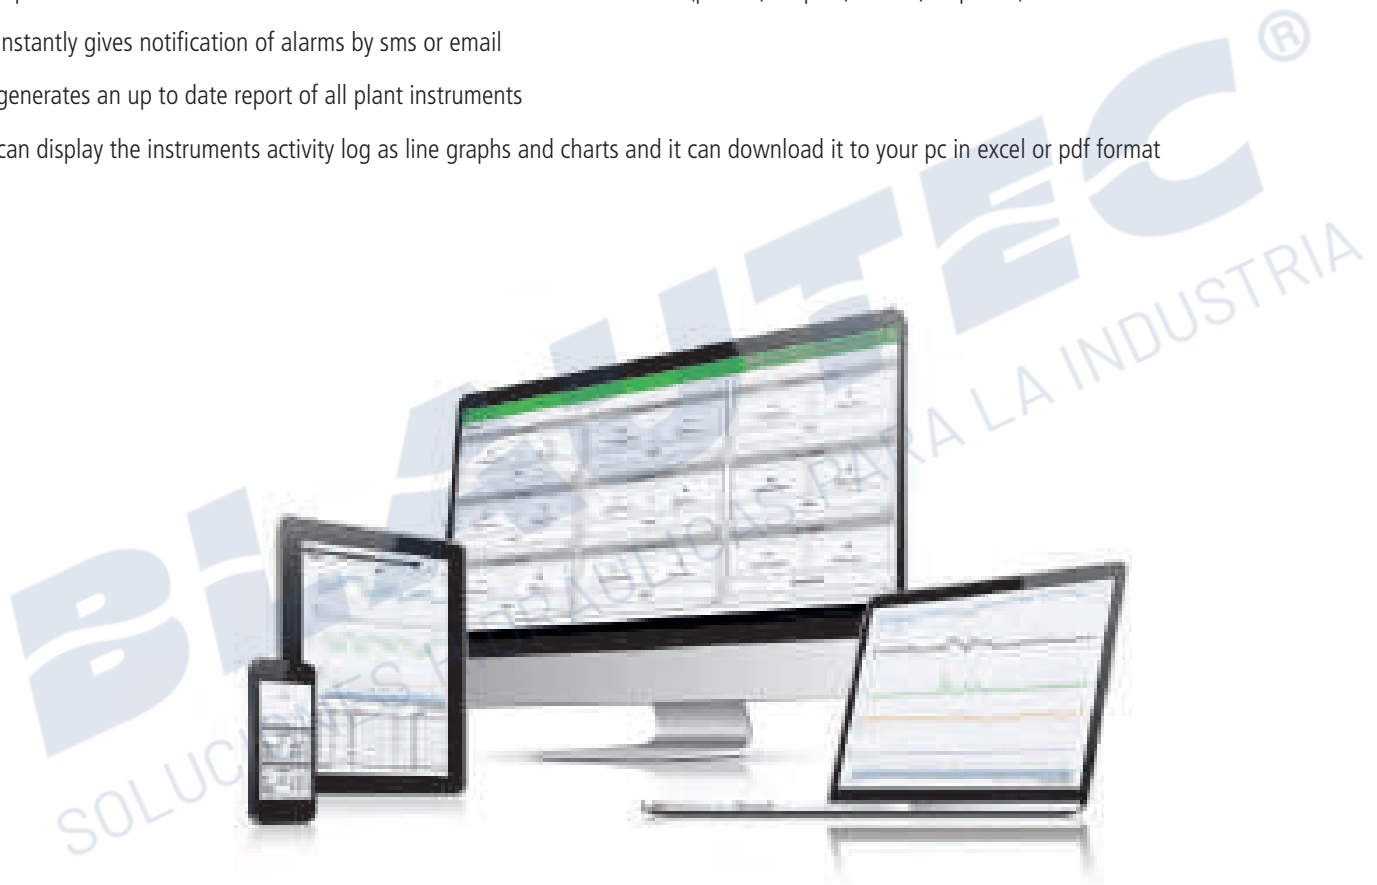 instantly gives notification of alarms by sms or email
generates an up to date report of all plant instruments
can display the instruments activity log as line graphs and charts and it can download it to your pc in excel or pdf format
BLAUTEC®
SOLUCIONES HIDRAULICAS PARA LA INDUSTRIA